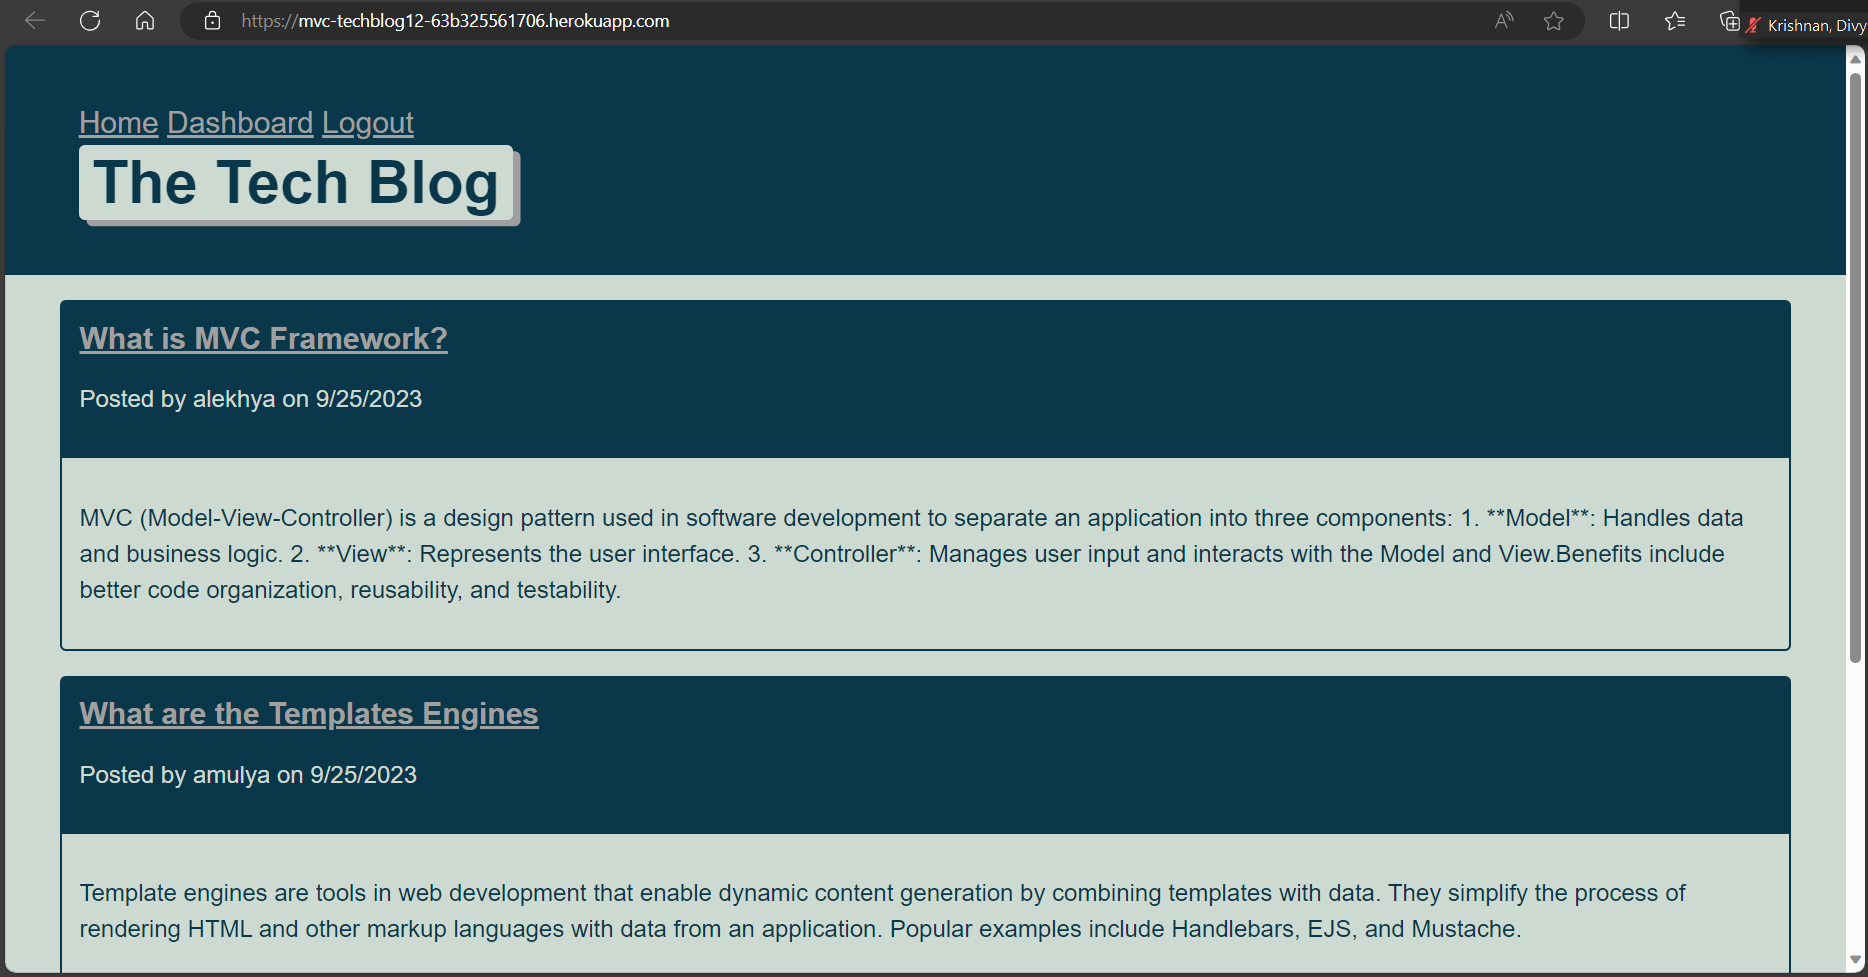 https://mvc-techblog12-63b325561706.herokuapp.com
Krishnan, Divy
Home Dashboard Logout
The Tech Blog
What is MVC Framework?
Posted by alekhya on 9/25/2023
MVC (Model-View-Controller) is a design pattern used in software development to separate an application into three components: 1. **Model**: Handles data
and business logic. 2. **View**: Represents the user interface. 3. **Controller**: Manages user input and interacts with the Model and View.Benefits include
better code organization, reusability, and testability.
What are the Templates Engines
Posted by amulya on 9/25/2023
Template engines are tools in web development that enable dynamic content generation by combining templates with data. They simplify the process of
rendering HTML and other markup languages with data from an application. Popular examples include Handlebars, EJS, and Mustache.